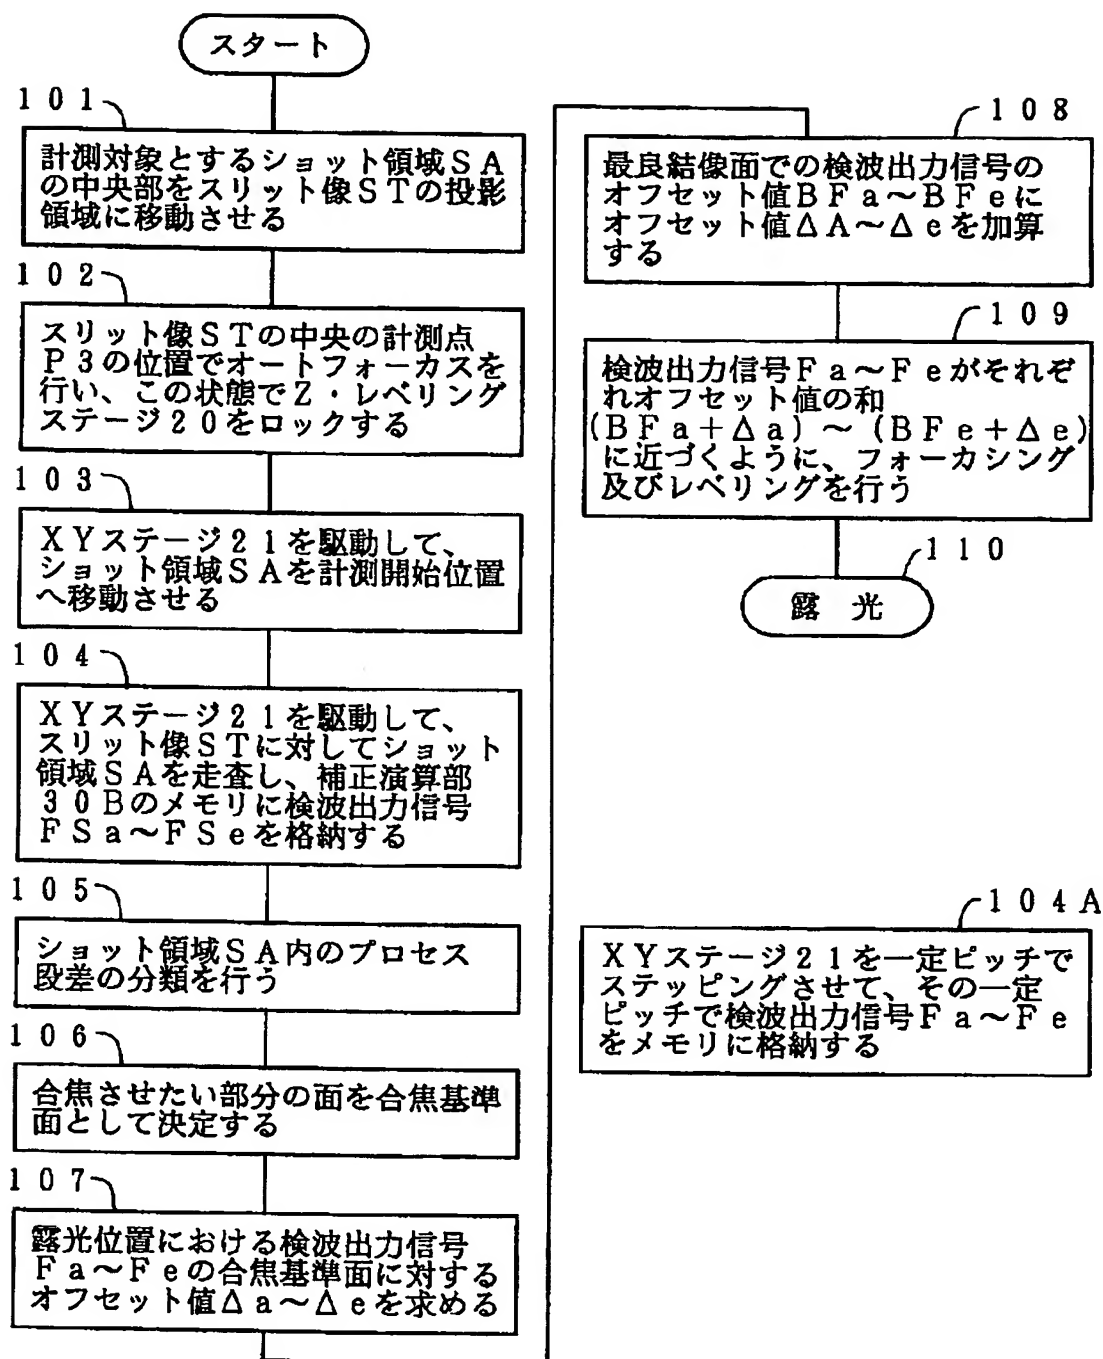 スタート
101
計測対象とするショット領域SA
の中央部をスリット像STの投影
領域に移動させる
102
スリット像STの中央の計測点
P3の位置でオートフォーカスを
行い、この状態でZ・レベリング
ステージ20をロックする
103
XYステージ21を駆動して、
ショット領域SAを計測開始位置
へ移動させる
104
XYステージ21を駆動して、
スリット像STに対してショット
領域SAを走査し、補正演算部
30Bのメモリに検波出力信号
FSa～FSeを格納する
105
ショット領域SA内のプロセス
段差の分類を行う
106
合焦させたい部分の面を合焦基準
面として決定する
107
露光位置における検波出力信号
Fa～Feの合焦基準面に対する
オフセット値Δa～Δeを求める
108
最良結像面での検波出力信号の
オフセット値BFa～BFeに
オフセット値ΔA～Δeを加算
する
109
検波出力信号Fa～Feがそれぞ
れオフセット値の和
(BFa+Δa)～(BFe+Δe)
に近づくように、フォーカシング
及びレベリングを行う
110
露 光
104A
XYステージ21を一定ピッチで
ステッピングさせて、その一定
ピッチで検波出力信号Fa～Fe
をメモリに格納する